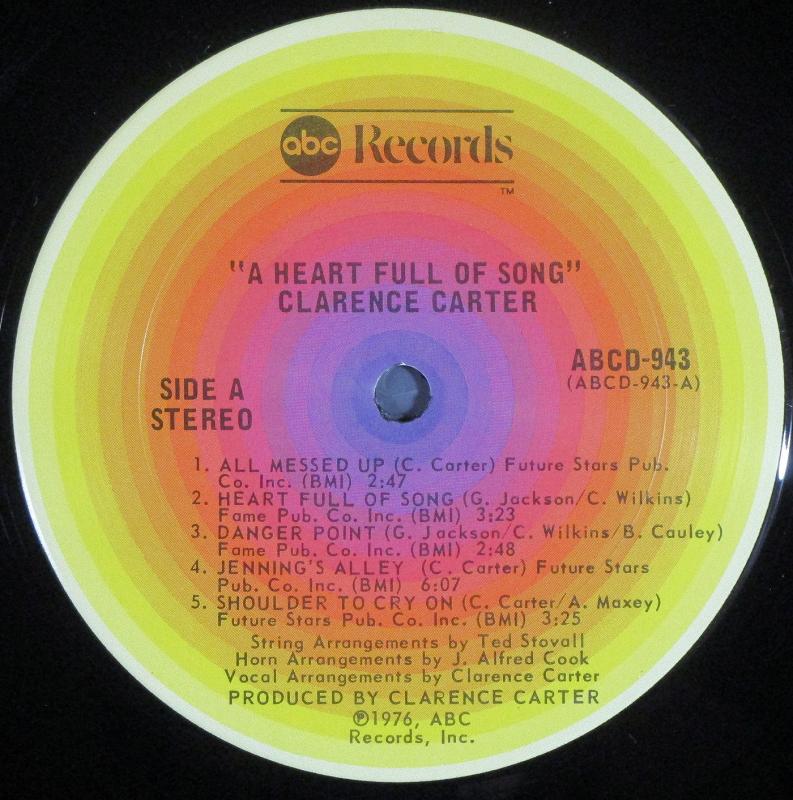 abc Records
TM
"A HEART FULL OF SONG"
CLARENCE CARTER
ABCD-943
(ABCD-943-A)
SIDE A
STEREO
1. ALL MESSED UP (C. Carter) Future Stars Pub.
Co. Inc. (BMI) 2:47
2. HEART FULL OF SONG (G. Jackson/C. Wilkins)
Fame Pub. Co. Inc. (BMI) 3:23
3. DANGER POINT (G. Jackson/C. Wilkins/B. Cauley)
Fame Pub. Co. Inc. (BMI) 2:48
4. JENNING'S ALLEY (C. Carter) Future Stars
Pub. Co. Inc. (BMI) 6:07
5. SHOULDER TO CRY ON (C. Carter/A. Maxey)
Future Stars Pub. Co. Inc. (BMI) 3:25
String Arrangements by Ted Stovall
Horn Arrangements by J. Alfred Cook
Vocal Arrangements by Clarence Carter
PRODUCED BY CLARENCE CARTER
℗1976, ABC
Records, Inc.